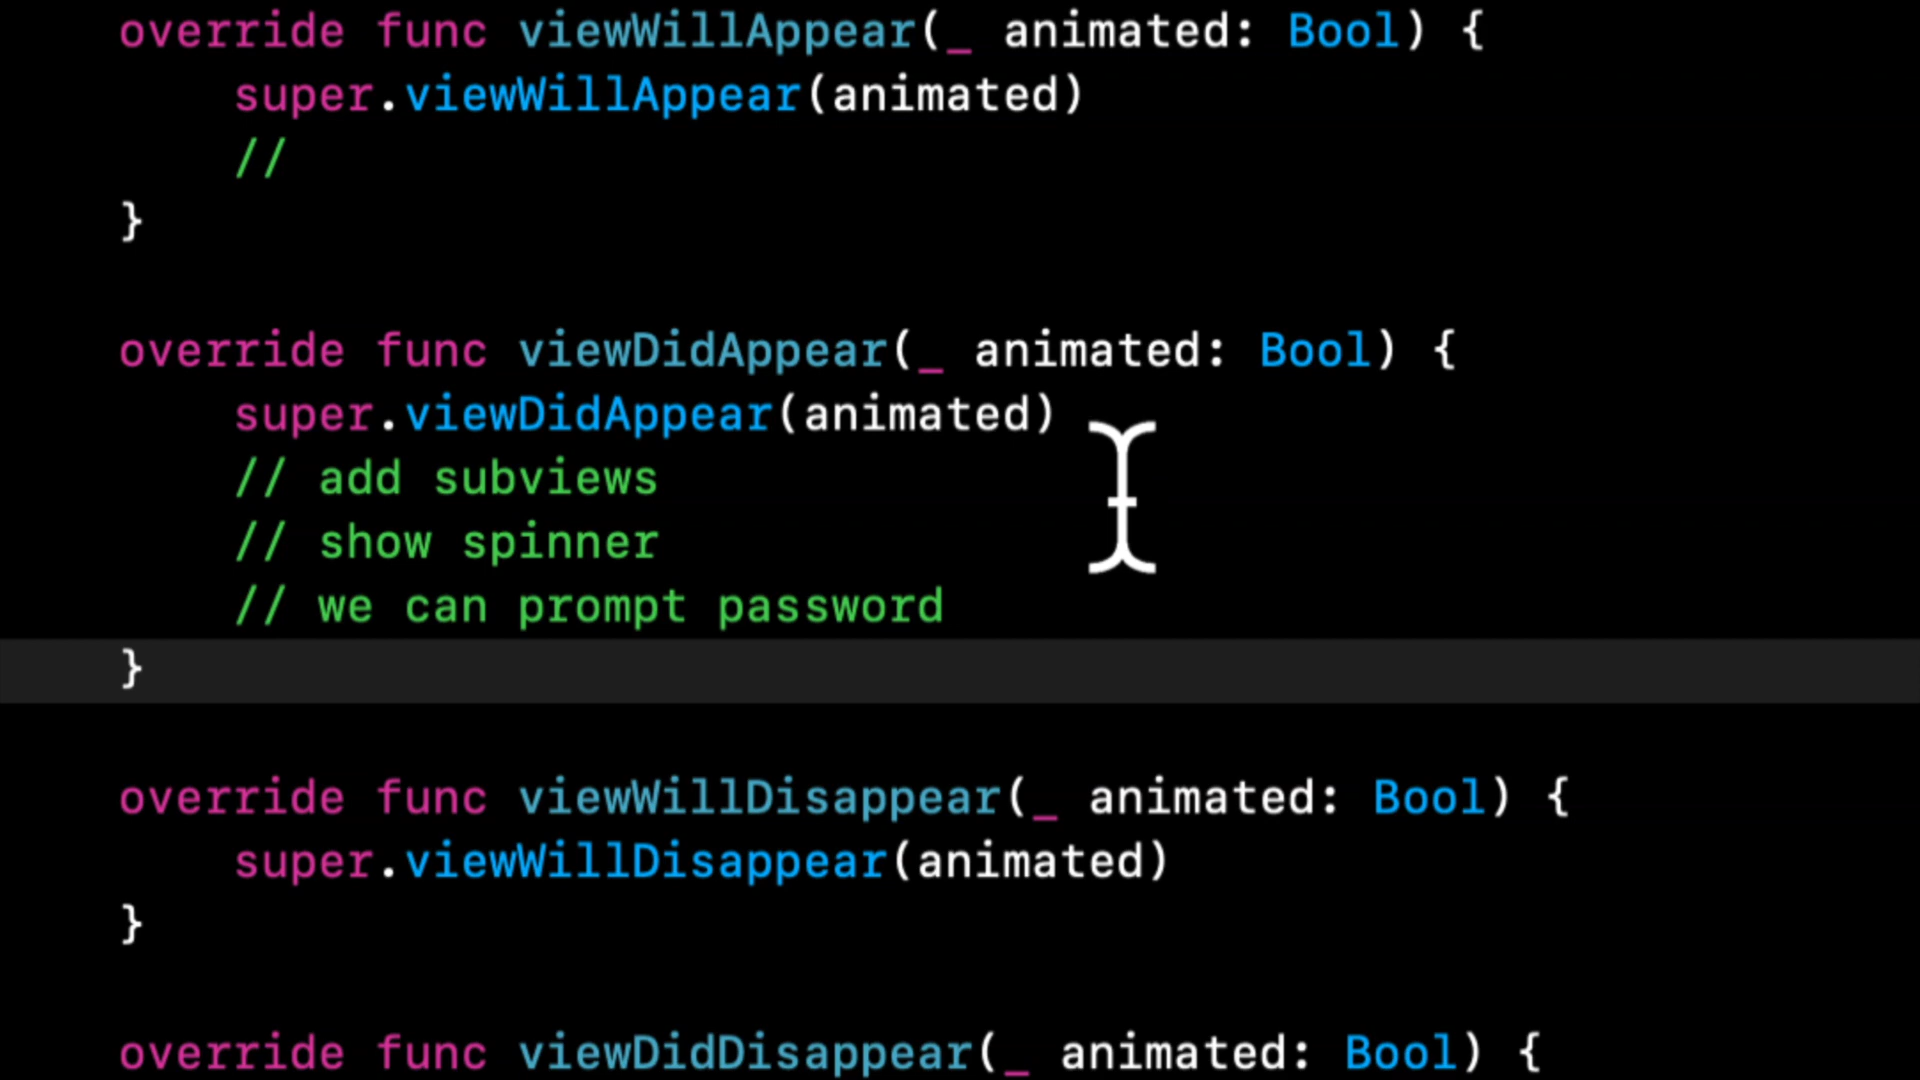 override func viewWillAppear(_ animated: Bool) {
super.viewWillAppear(animated)
//
}
override func viewDidAppear(_ animated: Bool) {
super.viewDidAppear(animated)
// add subviews
// show spinner
// we can prompt password
}
override func viewWillDisappear(_ animated: Bool) {
super.viewWillDisappear(animated)
}
override func viewDidDisappear(_ animated: Bool) {